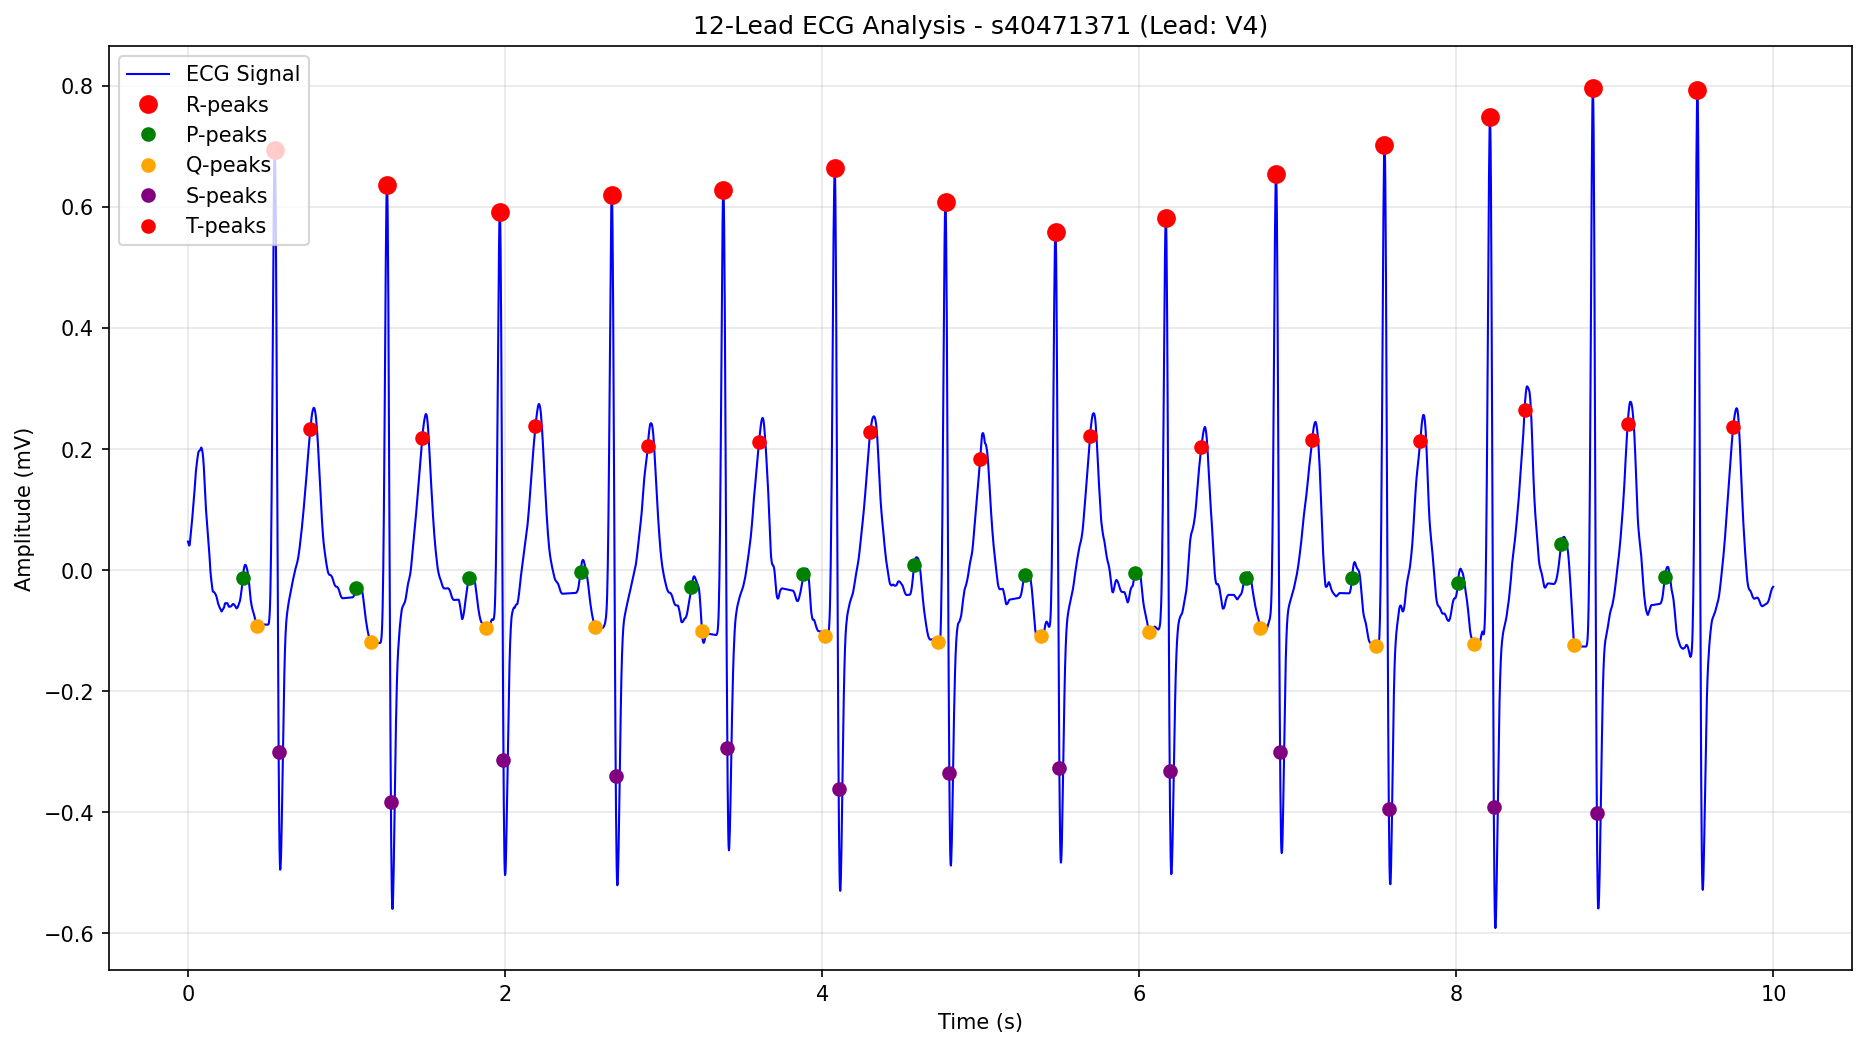 12-Lead ECG Analysis - s40471371 (Lead: V4)
ECG Signal
R-peaks
P-peaks
Q-peaks
S-peaks
T-peaks
Amplitude (mV)
0.8
0.6
0.4
0.2
0.0
−0.2
−0.4
−0.6
0 2 4 6 8 10
Time (s)